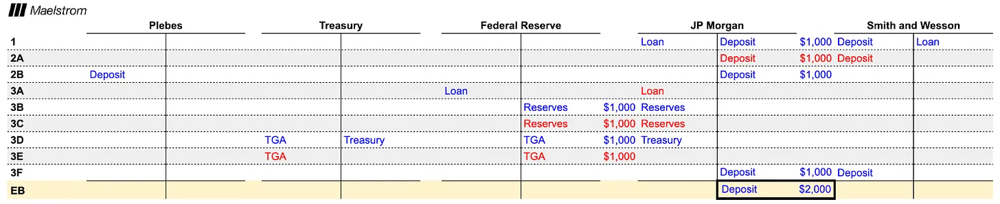 Maelstrom
Plebes Treasury Federal Reserve JP Morgan Smith and Wesson
1 Loan Deposit $1,000 Deposit Loan
2A Deposit $1,000 Deposit
2B Deposit Deposit $1,000
3A Loan Loan
3B Reserves $1,000 Reserves
3C Reserves $1,000 Reserves
3D TGA Treasury TGA $1,000 Treasury
3E TGA TGA $1,000
3F Deposit $1,000 Deposit
EB Deposit $2,000